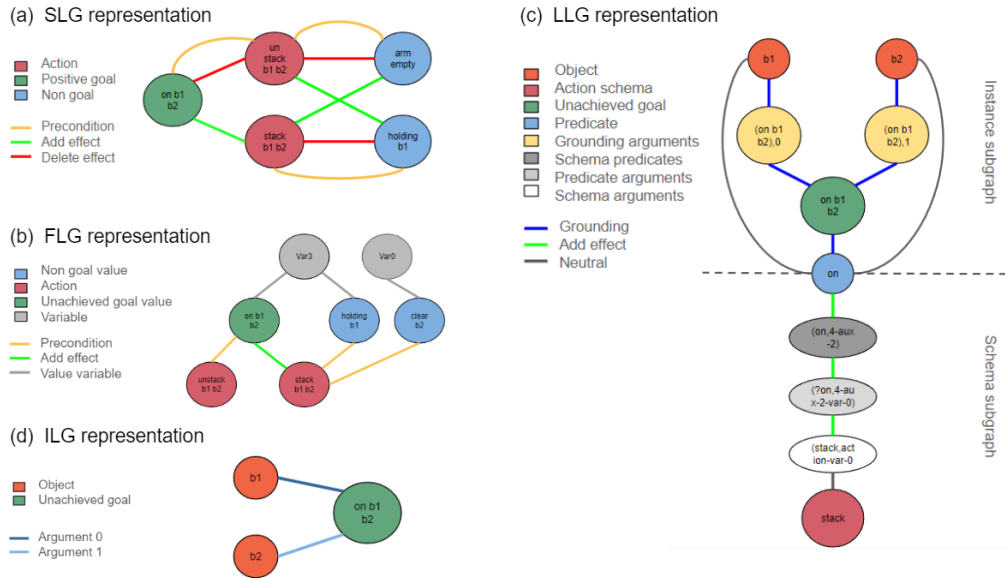 (a) SLG representation
Action
Positive goal
Non goal
Precondition
Add effect
Delete effect
on b1
b2
un
stack
b1 b2
arm
empty
stack
b1 b2
holding
b1
(b) FLG representation
Non goal value
Action
Unachieved goal value
Variable
Precondition
Add effect
Value variable
Var3
Var0
on b1
b2
holding
b1
clear
b2
unstack
b1 b2
stack
b1 b2
(d) ILG representation
Object
Unachieved goal
Argument 0
Argument 1
b1
b2
on b1
b2
(c) LLG representation
Object
Action schema
Unachieved goal
Predicate
Grounding arguments
Schema predicates
Predicate arguments
Schema arguments
Grounding
Add effect
Neutral
b1
b2
(on b1
b2),0
(on b1
b2),1
on b1
b2
on
(on,4-aux
-2)
(?on,4-au
x-2-var-0)
(stack,act
ion-var-0
stack
Instance subgraph
Schema subgraph